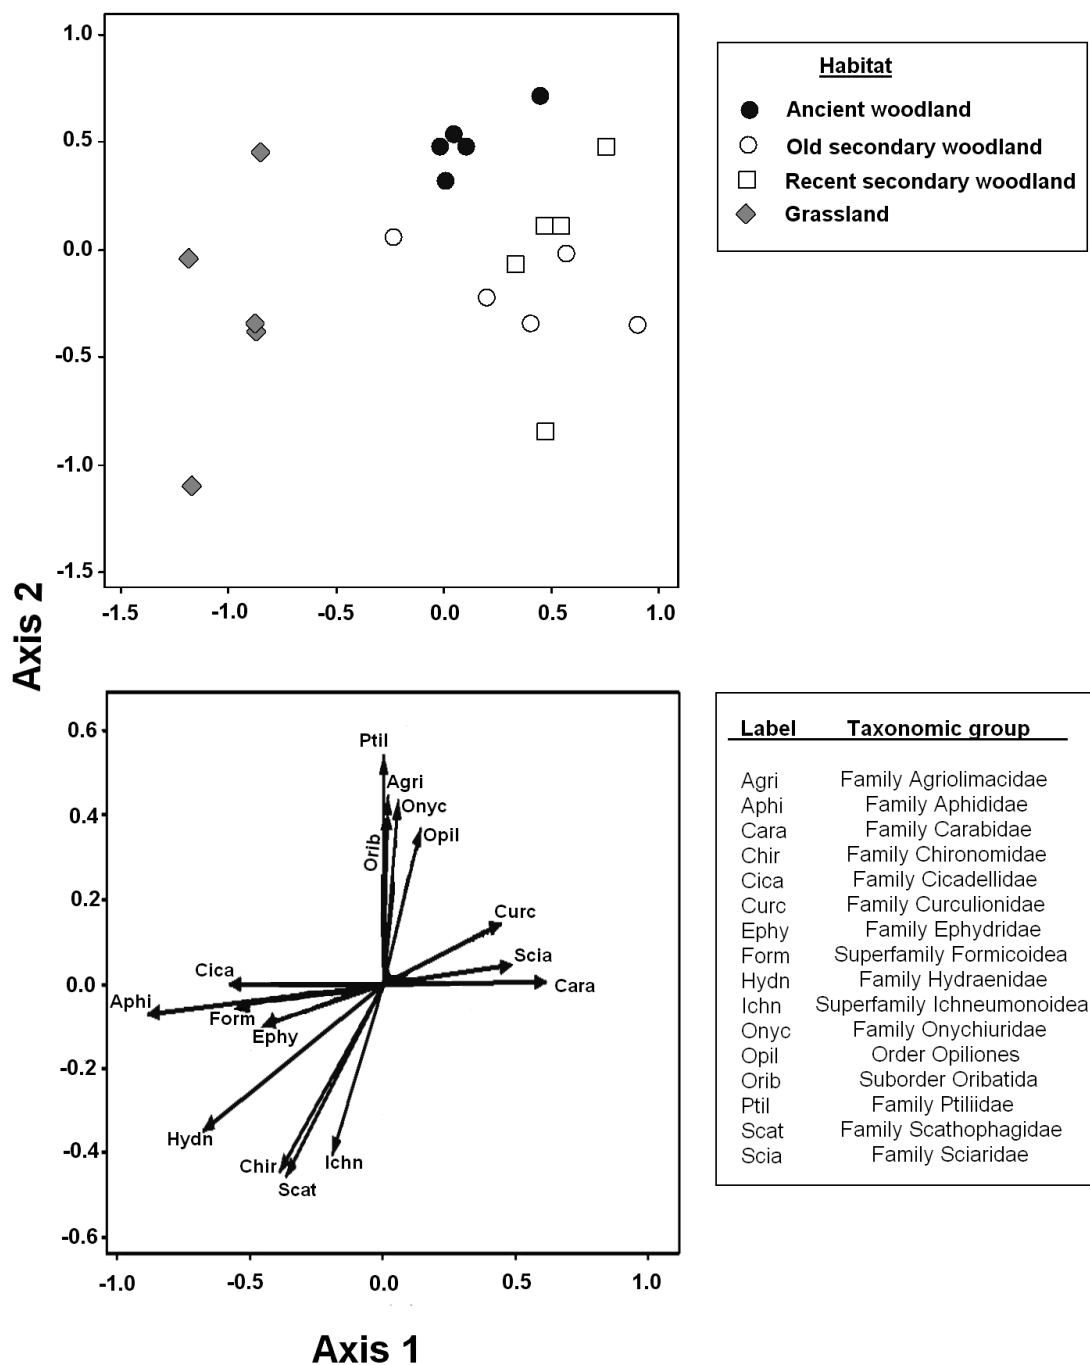 1.0
0.5
0.0
-0.5
-1.0
-1.5
-1.5 -1.0 -0.5 0.0 0.5 1.0
Habitat
Ancient woodland
Old secondary woodland
Recent secondary woodland
Grassland
Axis 2
0.6
0.4
0.2
0.0
-0.2
-0.4
-0.6
Ptil
Agri
Onyc
Orib
Opil
Curc
Scia
Cica
Cara
Aphi
Form
Ephy
Hydn
Chir
Ichn
Scat
-1.0 -0.5 0.0 0.5 1.0
Axis 1
Label Taxonomic group
Agri Family Agriolimacidae
Aphi Family Aphididae
Cara Family Carabidae
Chir Family Chironomidae
Cica Family Cicadellidae
Curc Family Curculionidae
Ephy Family Ephydridae
Form Superfamily Formicoidea
Hydn Family Hydraenidae
Ichn Superfamily Ichneumonoidea
Onyc Family Onychiuridae
Opil Order Opiliones
Orib Suborder Oribatida
Ptil Family Ptiliidae
Scat Family Scathophagidae
Scia Family Sciaridae